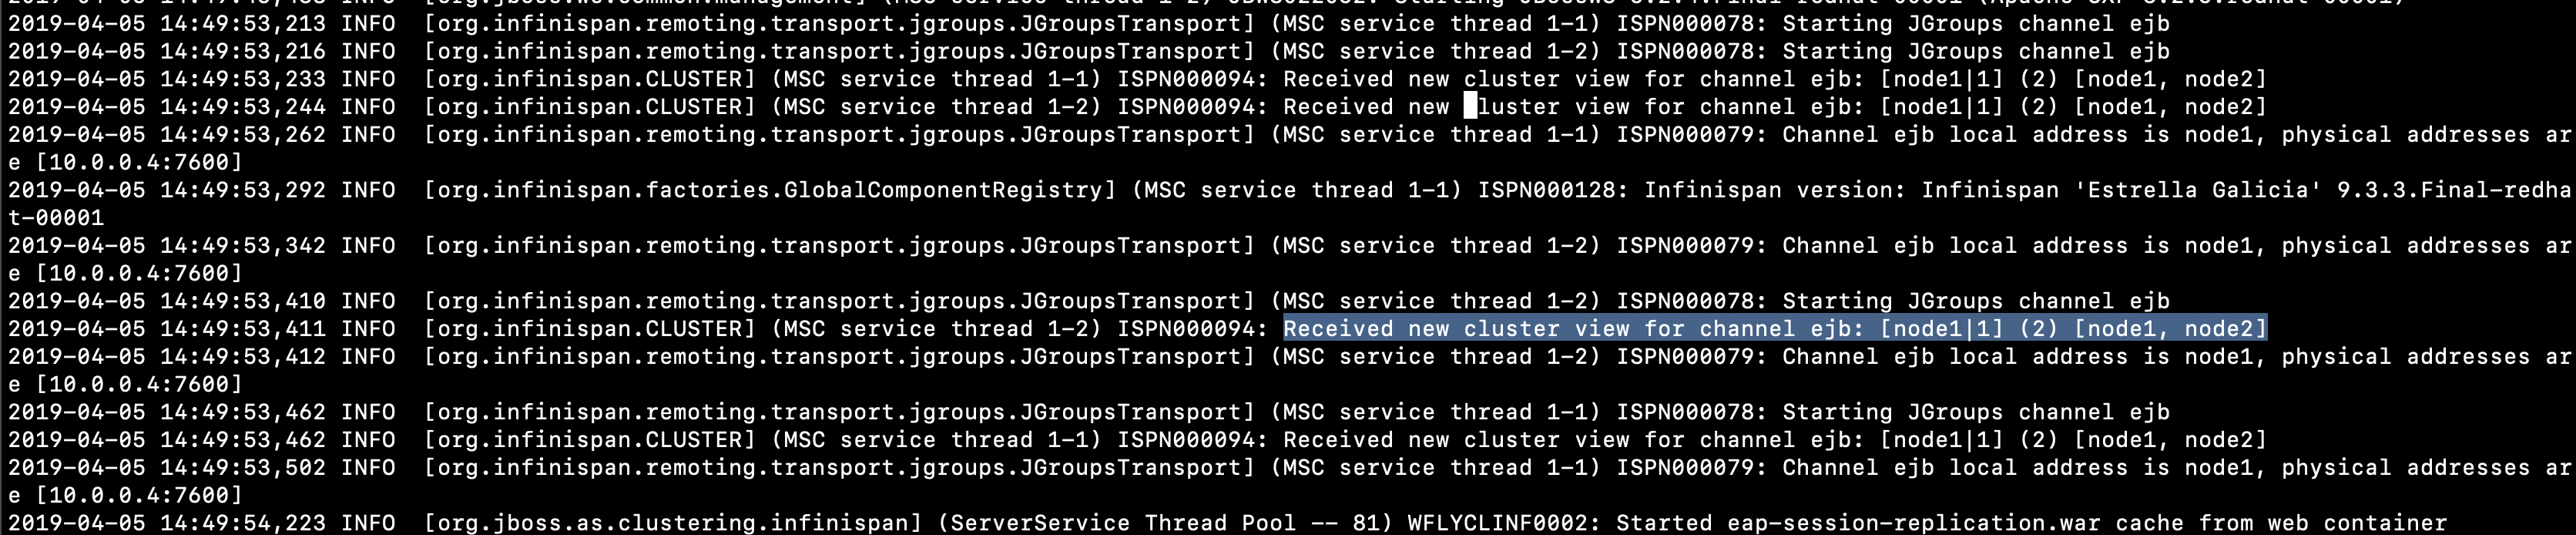 2019-04-05 14:49:53,213 INFO  [org.infinispan.remoting.transport.jgroups.JGroupsTransport] (MSC service thread 1-1) ISPN000078: Starting JGroups channel ejb
2019-04-05 14:49:53,216 INFO  [org.infinispan.remoting.transport.jgroups.JGroupsTransport] (MSC service thread 1-2) ISPN000078: Starting JGroups channel ejb
2019-04-05 14:49:53,233 INFO  [org.infinispan.CLUSTER] (MSC service thread 1-1) ISPN000094: Received new cluster view for channel ejb: [node1|1] (2) [node1, node2]
2019-04-05 14:49:53,244 INFO  [org.infinispan.CLUSTER] (MSC service thread 1-2) ISPN000094: Received new luster view for channel ejb: [node1|1] (2) [node1, node2]
2019-04-05 14:49:53,262 INFO  [org.infinispan.remoting.transport.jgroups.JGroupsTransport] (MSC service thread 1-1) ISPN000079: Channel ejb local address is node1, physical addresses ar
e [10.0.0.4:7600]
2019-04-05 14:49:53,292 INFO  [org.infinispan.factories.GlobalComponentRegistry] (MSC service thread 1-1) ISPN000128: Infinispan version: Infinispan 'Estrella Galicia' 9.3.3.Final-redha
t-00001
2019-04-05 14:49:53,342 INFO  [org.infinispan.remoting.transport.jgroups.JGroupsTransport] (MSC service thread 1-2) ISPN000079: Channel ejb local address is node1, physical addresses ar
e [10.0.0.4:7600]
2019-04-05 14:49:53,410 INFO  [org.infinispan.remoting.transport.jgroups.JGroupsTransport] (MSC service thread 1-2) ISPN000078: Starting JGroups channel ejb
2019-04-05 14:49:53,411 INFO  [org.infinispan.CLUSTER] (MSC service thread 1-2) ISPN000094: Received new cluster view for channel ejb: [node1|1] (2) [node1, node2]
2019-04-05 14:49:53,412 INFO  [org.infinispan.remoting.transport.jgroups.JGroupsTransport] (MSC service thread 1-2) ISPN000079: Channel ejb local address is node1, physical addresses ar
e [10.0.0.4:7600]
2019-04-05 14:49:53,462 INFO  [org.infinispan.remoting.transport.jgroups.JGroupsTransport] (MSC service thread 1-1) ISPN000078: Starting JGroups channel ejb
2019-04-05 14:49:53,462 INFO  [org.infinispan.CLUSTER] (MSC service thread 1-1) ISPN000094: Received new cluster view for channel ejb: [node1|1] (2) [node1, node2]
2019-04-05 14:49:53,502 INFO  [org.infinispan.remoting.transport.jgroups.JGroupsTransport] (MSC service thread 1-1) ISPN000079: Channel ejb local address is node1, physical addresses ar
e [10.0.0.4:7600]
2019-04-05 14:49:54,223 INFO  [org.jboss.as.clustering.infinispan] (ServerService Thread Pool -- 81) WFLYCLINF0002: Started eap-session-replication.war cache from web container